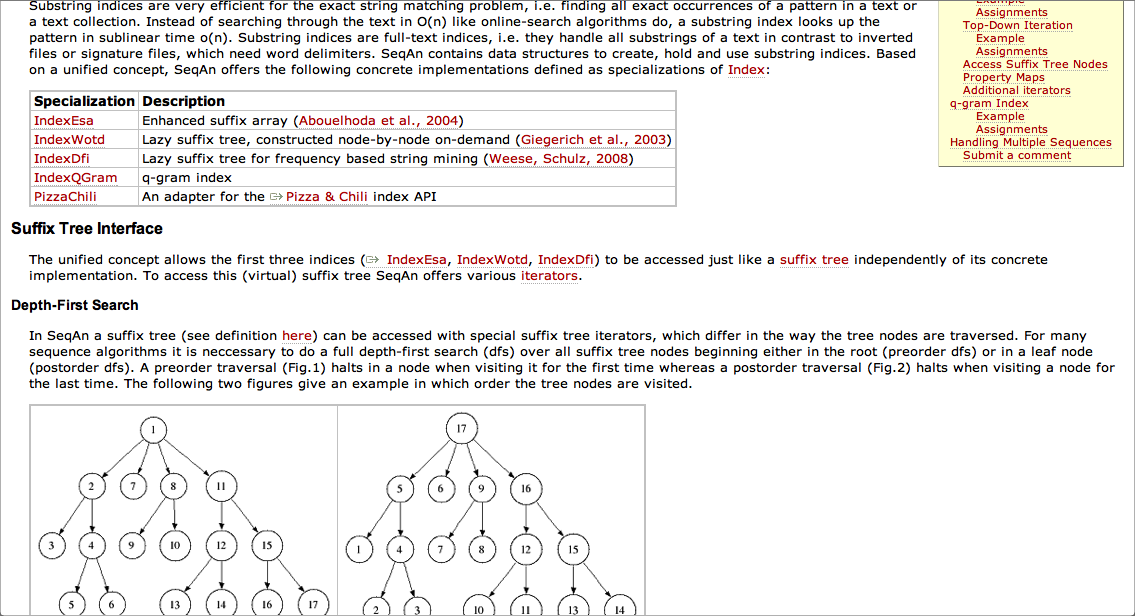 Substring indices are very efficient for the exact string matching problem, i.e. finding all exact occurrences of a pattern in a text or
a text collection. Instead of searching through the text in O(n) like online-search algorithms do, a substring index looks up the
pattern in sublinear time o(n). Substring indices are full-text indices, i.e. they handle all substrings of a text in contrast to inverted
files or signature files, which need word delimiters. SeqAn contains data structures to create, hold and use substring indices. Based
on a unified concept, SeqAn offers the following concrete implementations defined as specializations of Index:
Example
Assignments
Top-Down Iteration
Example
Assignments
Access Suffix Tree Nodes
Property Maps
Additional iterators
q-gram Index
Example
Assignments
Handling Multiple Sequences
Submit a comment
Specialization Description
IndexEsa Enhanced suffix array (Abouelhoda et al., 2004)
IndexWotd Lazy suffix tree, constructed node-by-node on-demand (Giegerich et al., 2003)
IndexDfi Lazy suffix tree for frequency based string mining (Weese, Schulz, 2008)
IndexQGram q-gram index
PizzaChili An adapter for the Pizza & Chili index API
Suffix Tree Interface
The unified concept allows the first three indices ( IndexEsa, IndexWotd, IndexDfi) to be accessed just like a suffix tree independently of its concrete
implementation. To access this (virtual) suffix tree SeqAn offers various iterators.
Depth-First Search
In SeqAn a suffix tree (see definition here) can be accessed with special suffix tree iterators, which differ in the way the tree nodes are traversed. For many
sequence algorithms it is neccessary to do a full depth-first search (dfs) over all suffix tree nodes beginning either in the root (preorder dfs) or in a leaf node
(postorder dfs). A preorder traversal (Fig.1) halts in a node when visiting it for the first time whereas a postorder traversal (Fig.2) halts when visiting a node for
the last time. The following two figures give an example in which order the tree nodes are visited.
1
2 7 8 11
3 4 9 10 12 15
5 6 13 14 16 17
17
5 6 9 16
1 4 7 8 12 15
2 3 10 11 13 14